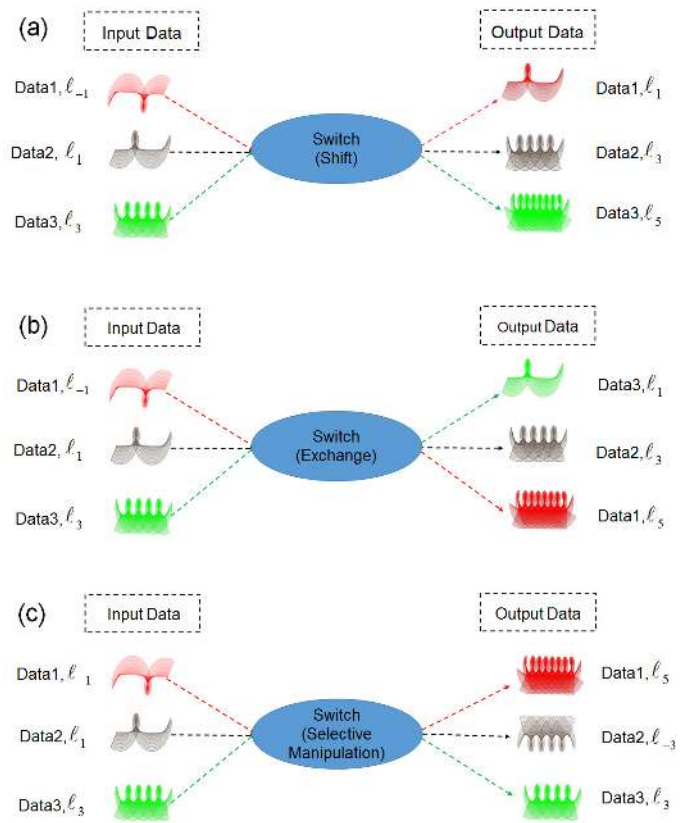 (a)
Input Data
Output Data
Data1, ℓ₋₁
Data2, ℓ₁
Data3, ℓ₃
Switch
(Shift)
Data1, ℓ₁
Data2, ℓ₃
Data3, ℓ₅
(b)
Input Data
Output Data
Data1, ℓ₋₁
Data2, ℓ₁
Data3, ℓ₃
Switch
(Exchange)
Data3, ℓ₁
Data2, ℓ₃
Data1, ℓ₅
(c)
Input Data
Output Data
Data1, ℓ ₁
Data2, ℓ₁
Data3, ℓ₃
Switch
(Selective
Manipulation)
Data1, ℓ₅
Data2, ℓ₋₃
Data3, ℓ₃